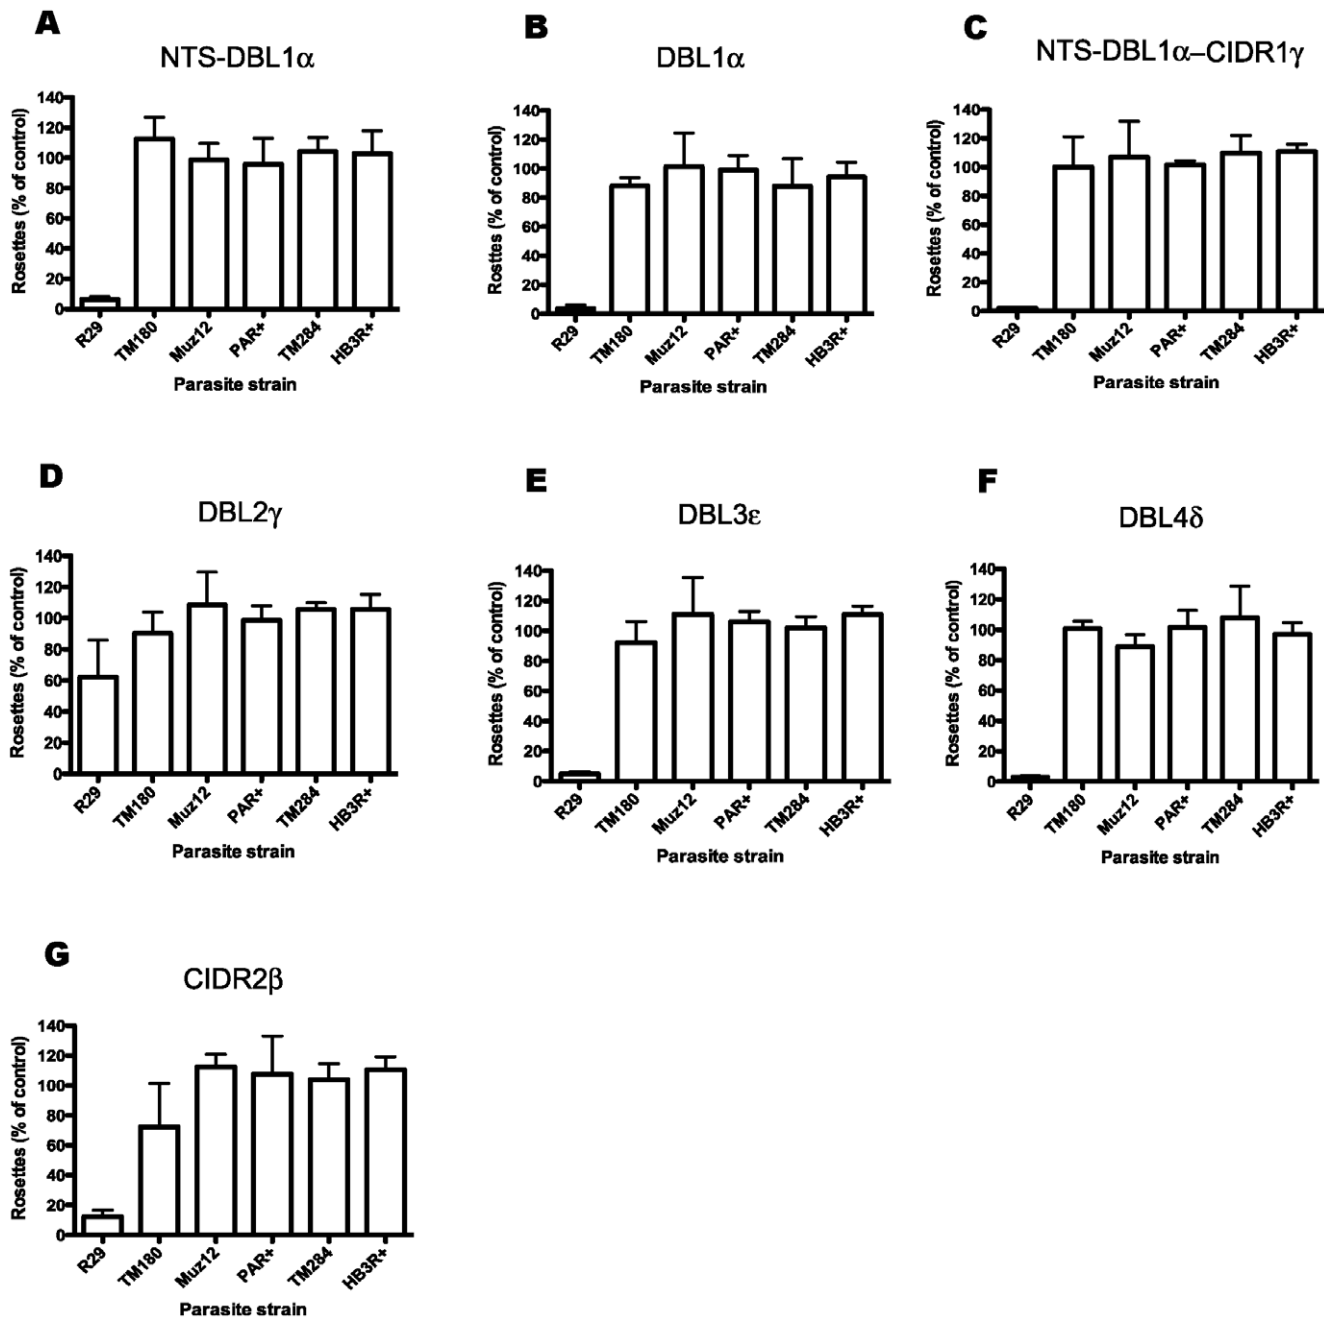 A
NTS-DBL1α
Rosettes (% of control)
140
120
100
80
60
40
20
0
R29
TM180
Muz12
PAR+
TM284
HB3R+
Parasite strain
B
DBL1α
Rosttes (% of control)
140
120
100
80
60
40
20
0
R29
TM180
Muz12
PAR+
TM284
HB3R+
Parasite strain
C
NTS-DBL1α–CIDR1γ
Rosettes (% of control)
140
120
100
80
60
40
20
0
R29
TM180
Muz12
PAR+
TM284
HB3R+
Parasite strain
D
DBL2γ
Rosettes (% of control)
140
120
100
80
60
40
20
0
R29
TM180
Muz12
PAR+
TM284
HB3R+
Parasite strain
E
DBL3ε
Rosettes (% of control)
140
120
100
80
60
40
20
0
R29
TM180
Muz12
PAR+
TM284
HB3R+
Parasite strain
F
DBL4δ
Rosettes (% of control)
140
120
100
80
60
40
20
0
R29
TM180
Muz12
PAR+
TM284
HB3R+
Parasite strain
G
CIDR2β
Rosettes (% of control)
140
120
100
80
60
40
20
0
R29
TM180
Muz12
PAR+
TM284
HB3R+
Parasite strain